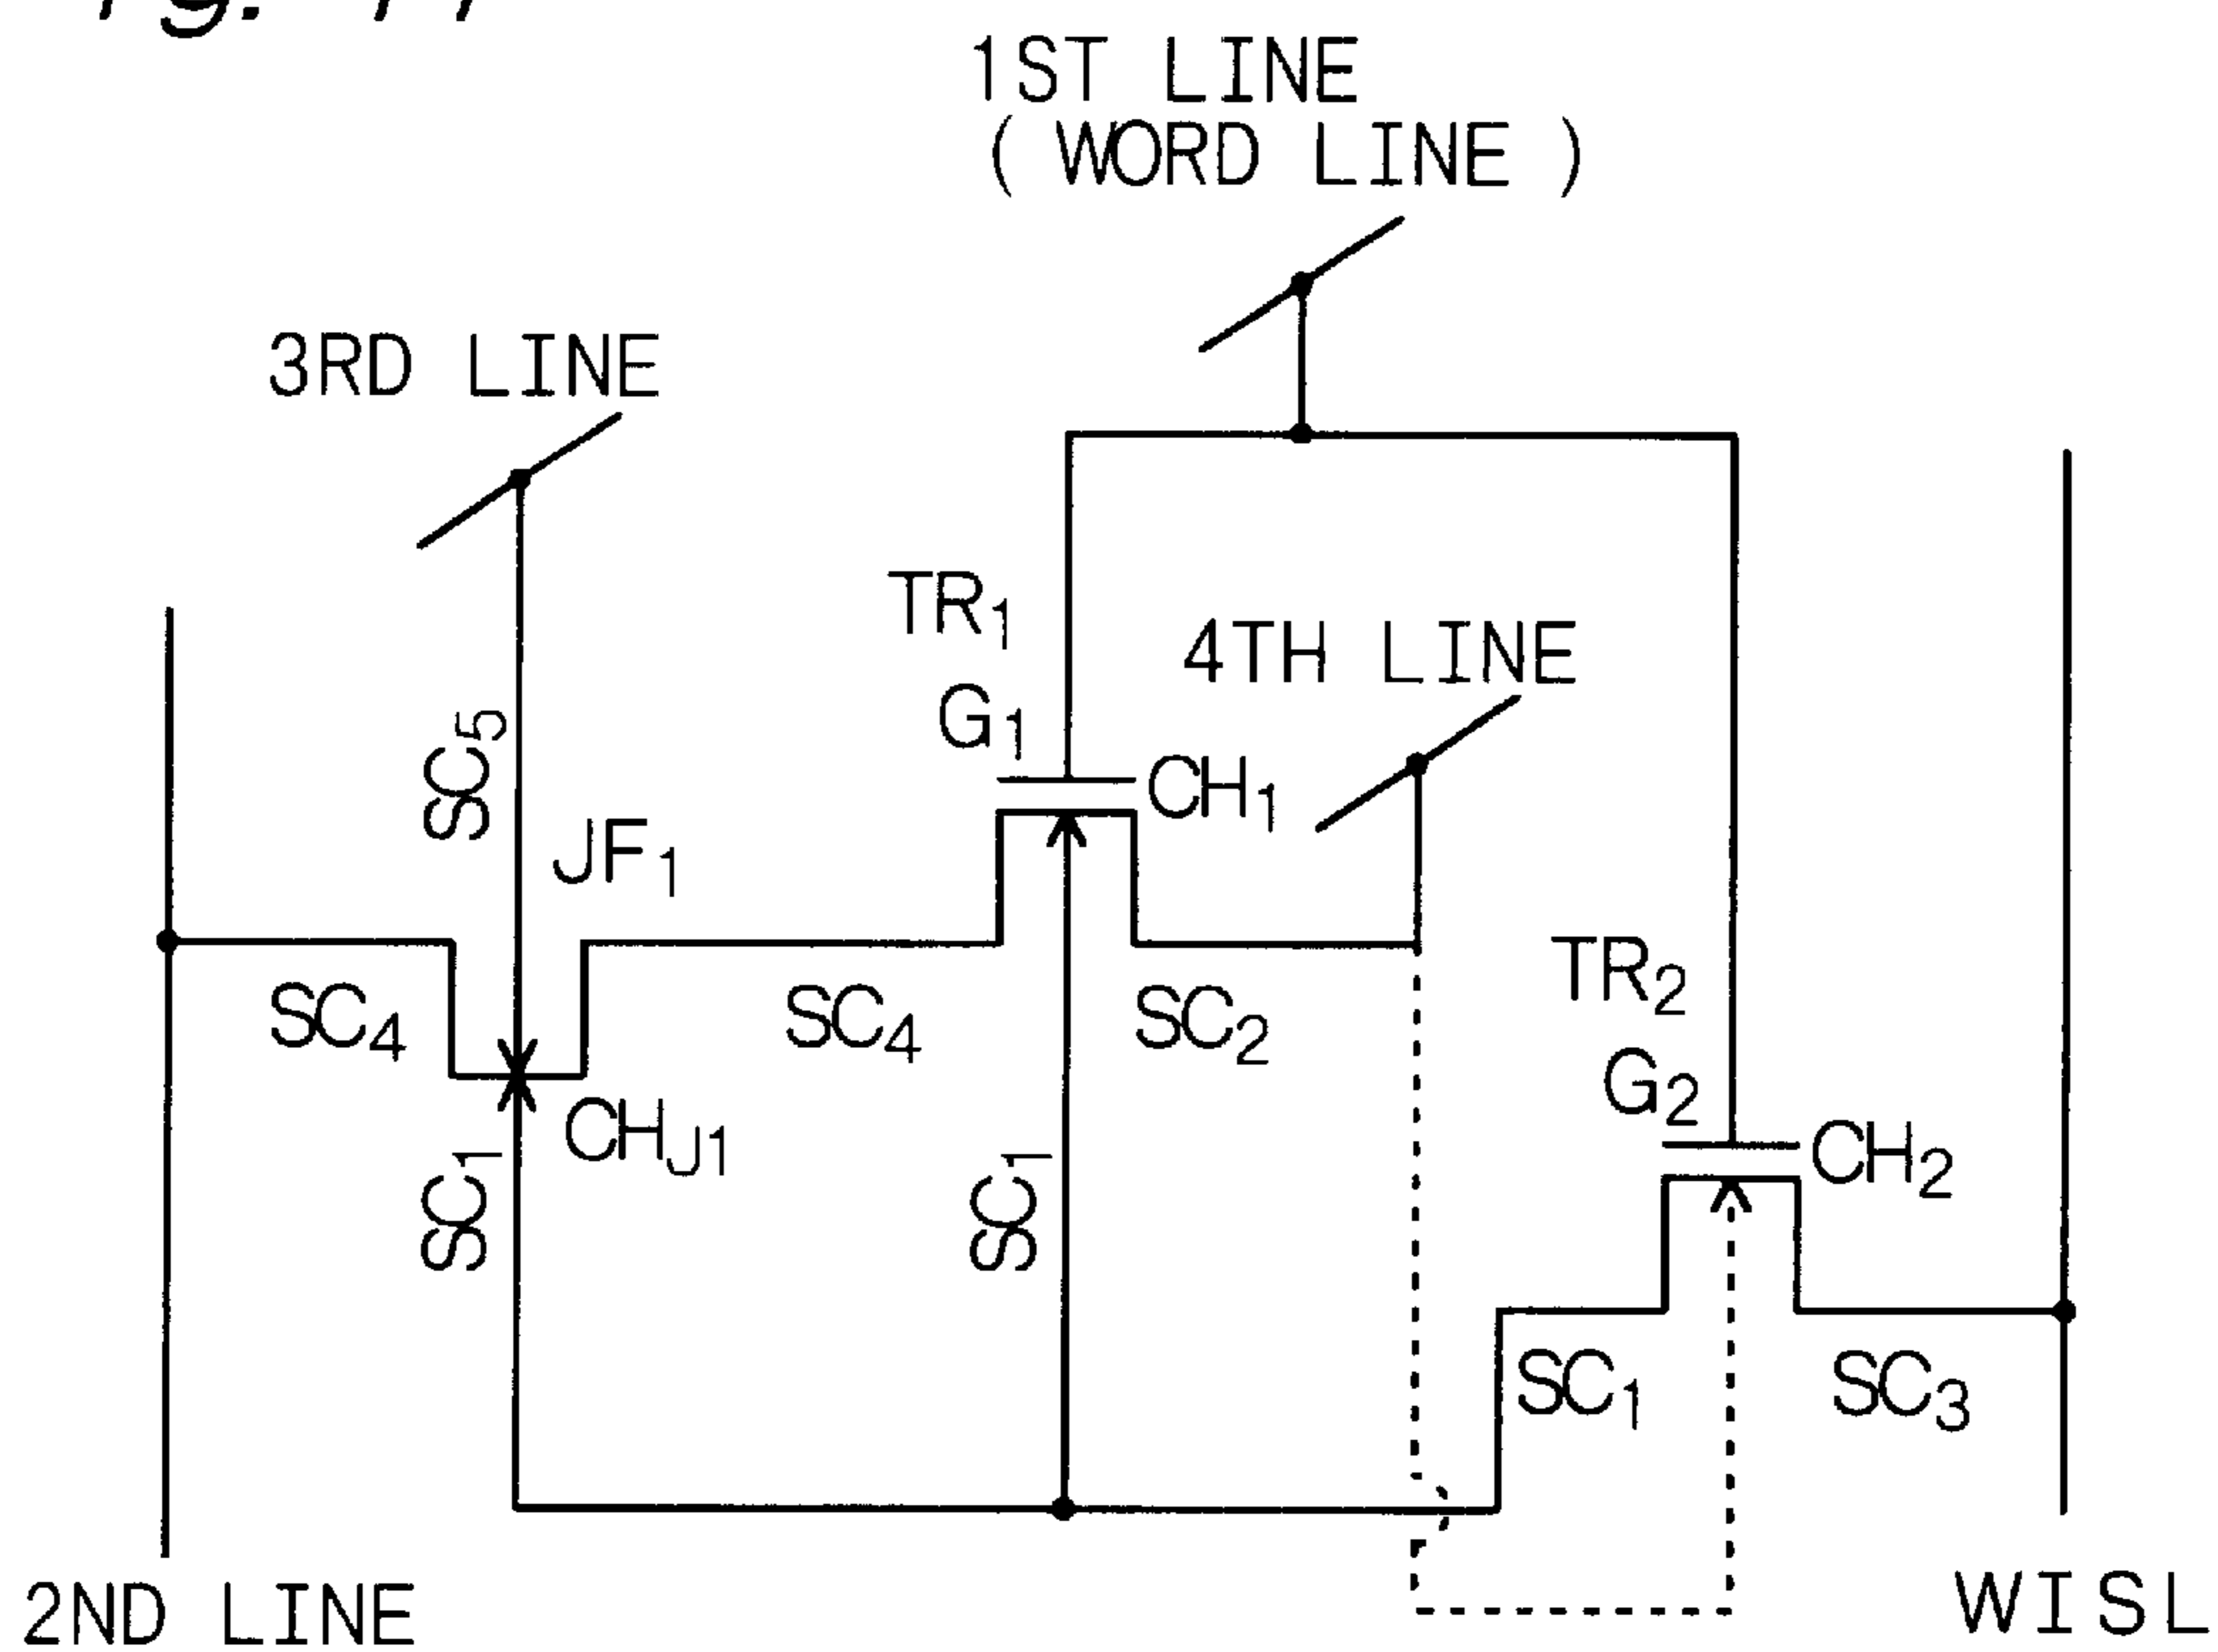 1ST LINE
( WORD LINE )
3RD LINE
TR1
4TH LINE
G1
SC5
CH1
JF1
TR2
SC4
SC4
SC2
G2
CHJ1
CH2
SC1
SC1
SC1
SC3
2ND LINE
WISL